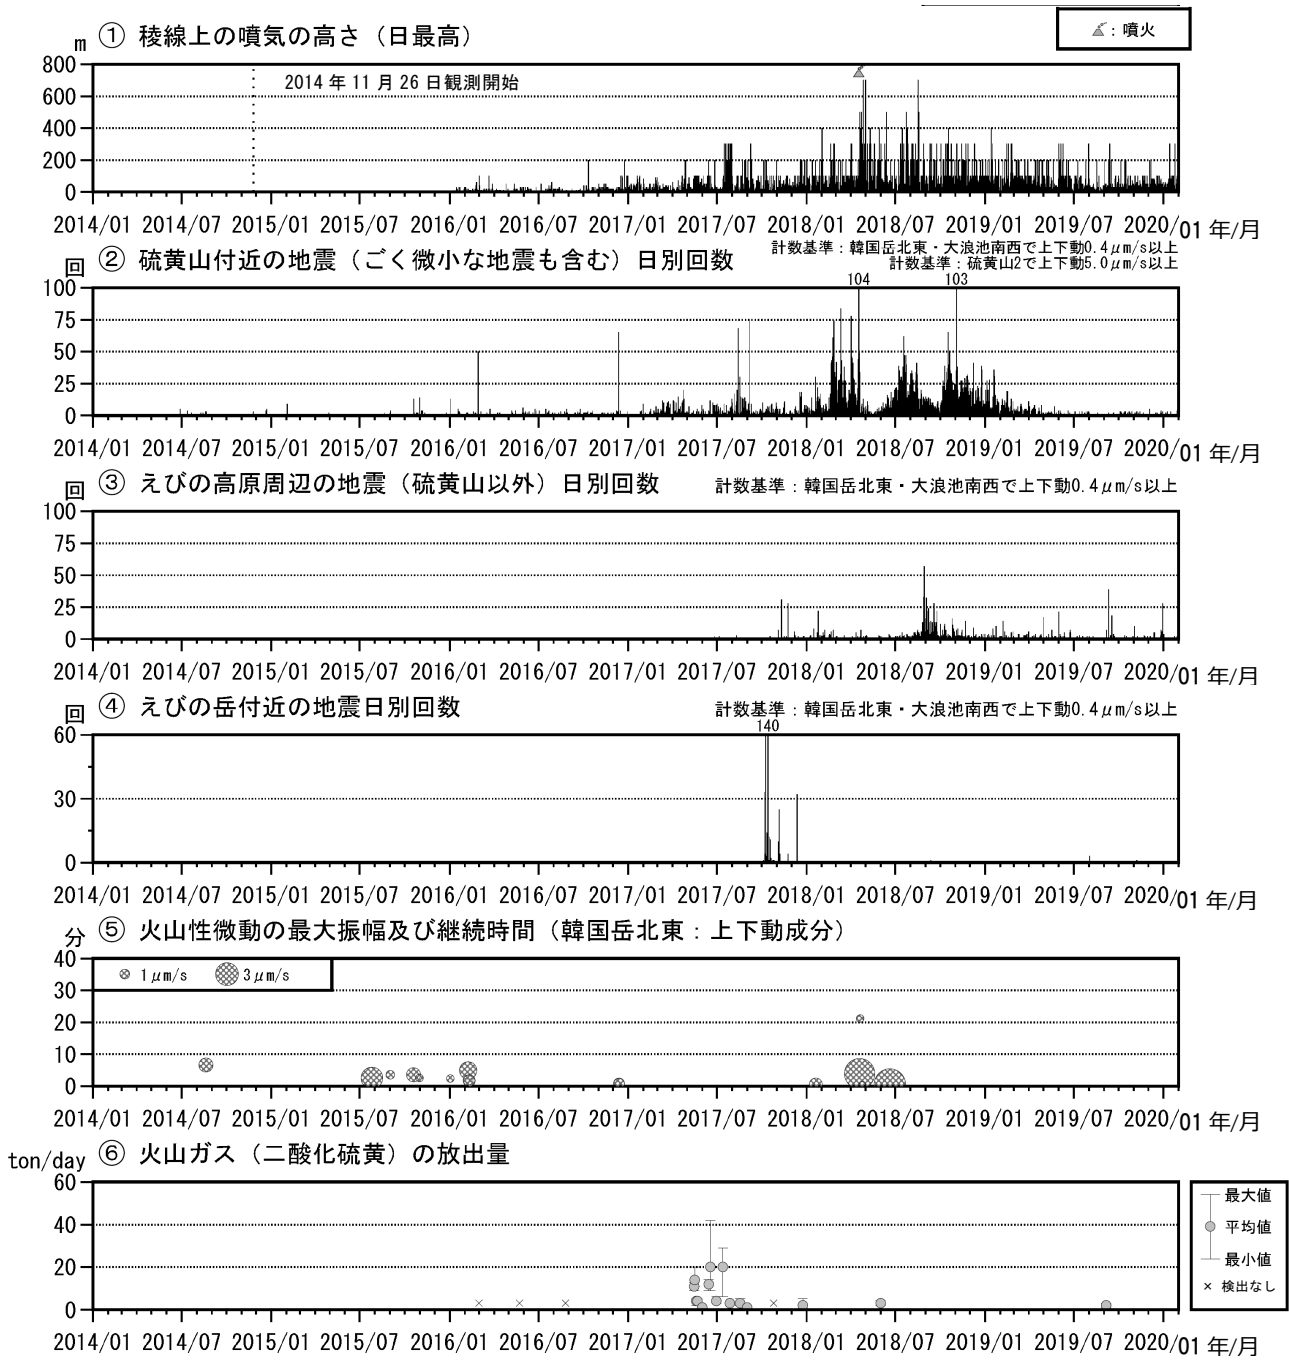 ① 稜線上の噴気の高さ（日最高）
：噴火
m
800
600
400
200
0
2014年11月26日観測開始
2014/01 2014/07 2015/01 2015/07 2016/01 2016/07 2017/01 2017/07 2018/01 2018/07 2019/01 2019/07 2020/01 年/月
② 硫黄山付近の地震（ごく微小な地震も含む）日別回数
計数基準：韓国岳北東・大浪池南西で上下動0.4μm/s以上
計数基準：硫黄山2で上下動5.0μm/s以上
回
104 103
100
75
50
25
0
2014/01 2014/07 2015/01 2015/07 2016/01 2016/07 2017/01 2017/07 2018/01 2018/07 2019/01 2019/07 2020/01 年/月
③ えびの高原周辺の地震（硫黄山以外）日別回数
計数基準：韓国岳北東・大浪池南西で上下動0.4μm/s以上
回
100
75
50
25
0
2014/01 2014/07 2015/01 2015/07 2016/01 2016/07 2017/01 2017/07 2018/01 2018/07 2019/01 2019/07 2020/01 年/月
④ えびの岳付近の地震日別回数
計数基準：韓国岳北東・大浪池南西で上下動0.4μm/s以上
回
140
60
30
0
2014/01 2014/07 2015/01 2015/07 2016/01 2016/07 2017/01 2017/07 2018/01 2018/07 2019/01 2019/07 2020/01 年/月
⑤ 火山性微動の最大振幅及び継続時間（韓国岳北東：上下動成分）
分
40
30
20
10
0
1μm/s 3μm/s
2014/01 2014/07 2015/01 2015/07 2016/01 2016/07 2017/01 2017/07 2018/01 2018/07 2019/01 2019/07 2020/01 年/月
⑥ 火山ガス（二酸化硫黄）の放出量
ton/day
60
40
20
0
最大値
平均値
最小値
× 検出なし
2014/01 2014/07 2015/01 2015/07 2016/01 2016/07 2017/01 2017/07 2018/01 2018/07 2019/01 2019/07 2020/01 年/月